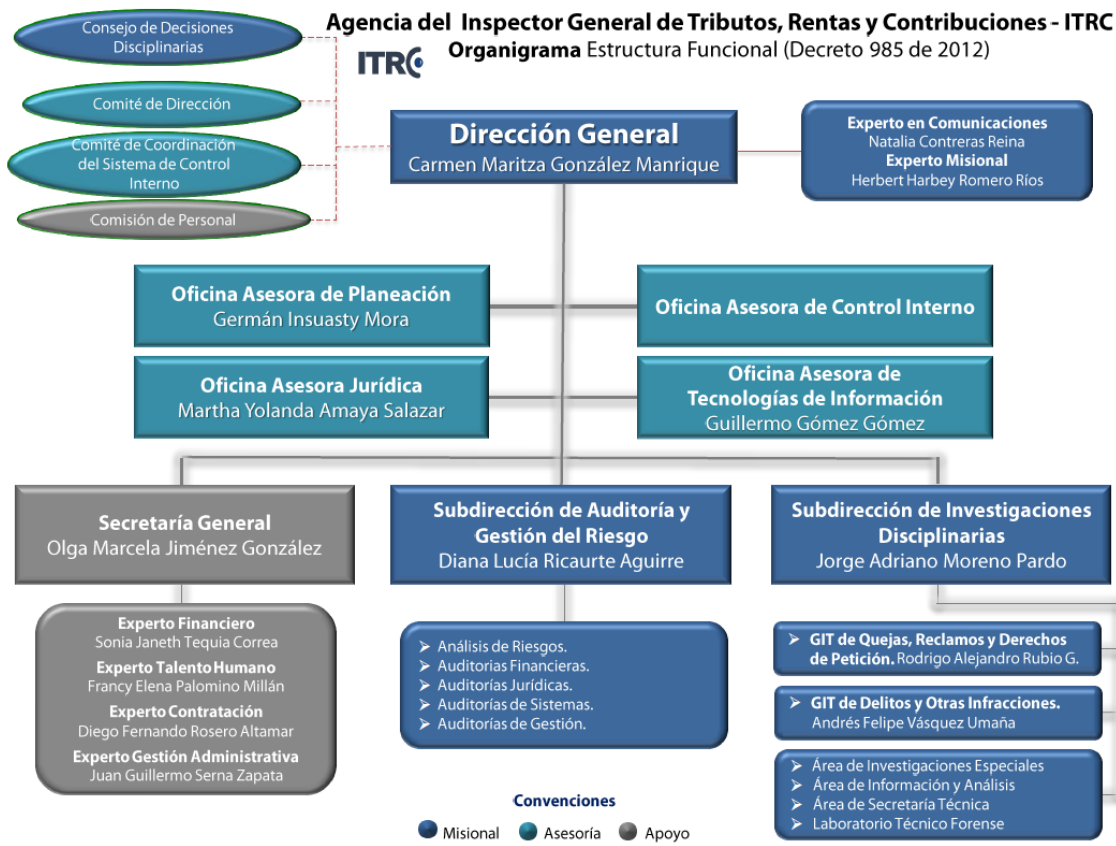 Agencia del Inspector General de Tributos, Rentas y Contribuciones - ITRC
Organigrama Estructura Funcional (Decreto 985 de 2012)
ITRC
Consejo de Decisiones
Disciplinarias
Comité de Dirección
Comité de Coordinación
del Sistema de Control
Interno
Comisión de Personal
Dirección General
Carmen Maritza González Manrique
Experto en Comunicaciones
Natalia Contreras Reina
Experto Misional
Herbert Harbey Romero Ríos
Oficina Asesora de Planeación
Germán Insuasty Mora
Oficina Asesora de Control Interno
Oficina Asesora Jurídica
Martha Yolanda Amaya Salazar
Oficina Asesora de
Tecnologías de Información
Guillermo Gómez Gómez
Secretaría General
Olga Marcela Jiménez González
Experto Financiero
Sonia Janeth Tequia Correa
Experto Talento Humano
Francy Elena Palomino Millán
Experto Contratación
Diego Fernando Rosero Altamar
Experto Gestión Administrativa
Juan Guillermo Serna Zapata
Subdirección de Auditoría y
Gestión del Riesgo
Diana Lucía Ricaurte Aguirre
Análisis de Riesgos.
Auditorias Financieras.
Auditorías Jurídicas.
Auditorías de Sistemas.
Auditorías de Gestión.
Subdirección de Investigaciones
Disciplinarias
Jorge Adriano Moreno Pardo
GIT de Quejas, Reclamos y Derechos
de Petición. Rodrigo Alejandro Rubio G.
GIT de Delitos y Otras Infracciones.
Andrés Felipe Vásquez Umaña
Área de Investigaciones Especiales
Área de Información y Análisis
Área de Secretaría Técnica
Laboratorio Técnico Forense
Convenciones
Misional Asesoría Apoyo